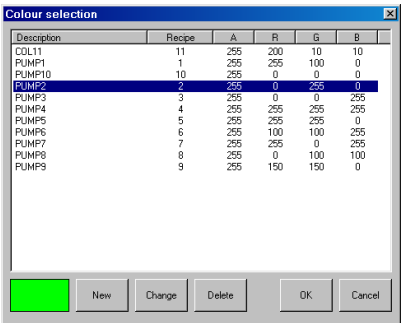 Colour selection
Description Recipe A R G B
COL11 11 255 200 10 10
PUMP1 1 255 255 100 0
PUMP10 10 255 0 0 0
PUMP2 2 255 0 255 0
PUMP3 3 255 0 0 255
PUMP4 4 255 255 255 255
PUMP5 5 255 255 255 0
PUMP6 6 255 100 100 255
PUMP7 7 255 255 0 255
PUMP8 8 255 0 100 100
PUMP9 9 255 150 150 0
New Change Delete OK Cancel